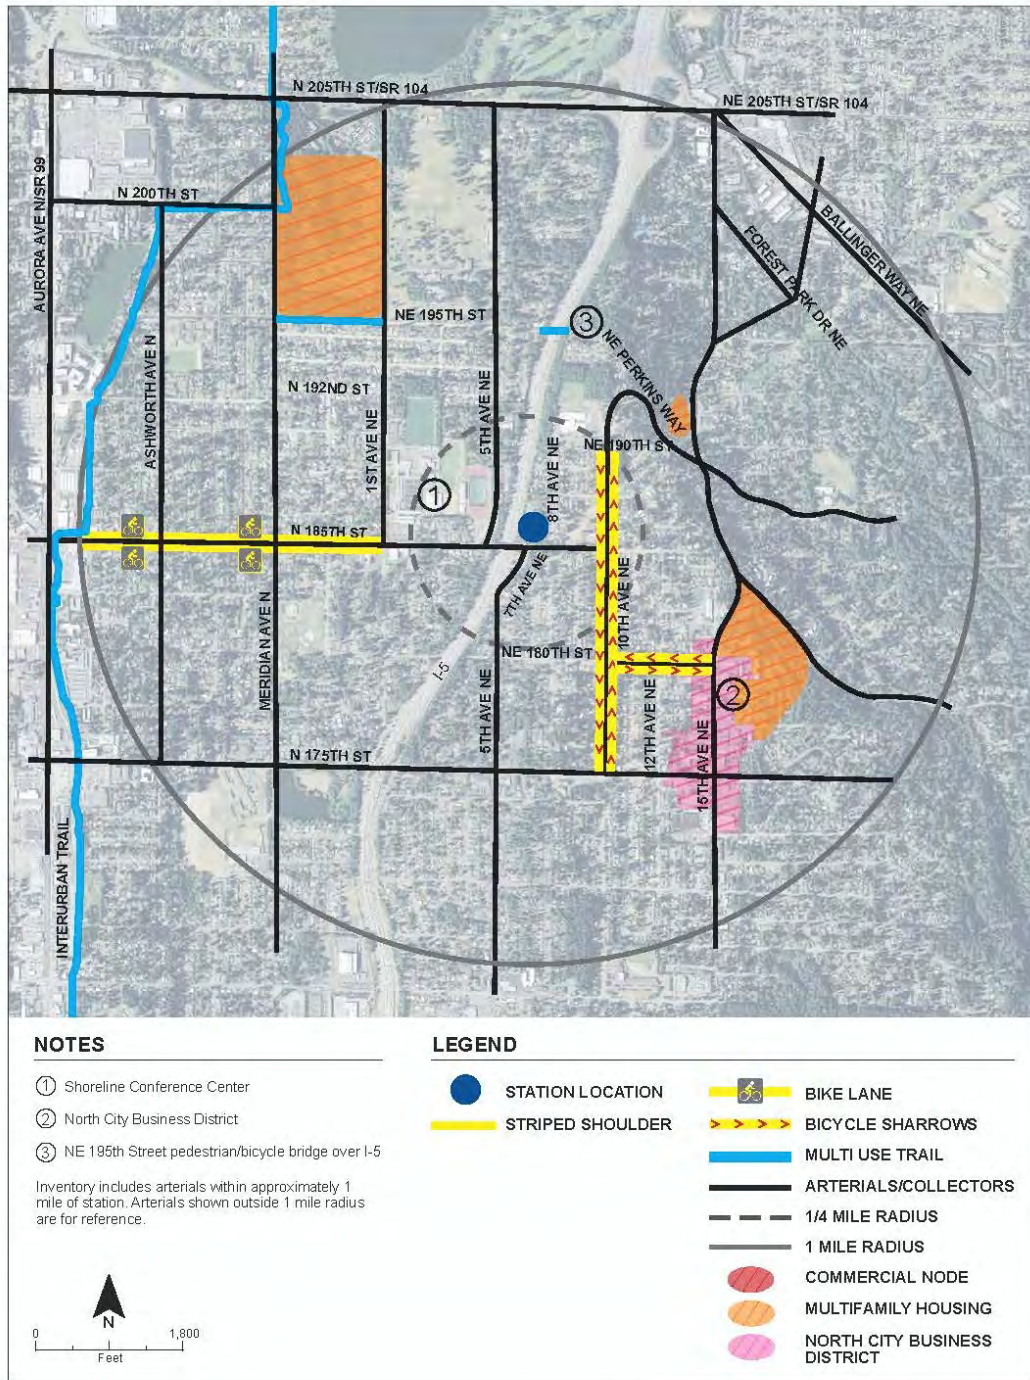 N 205TH ST/SR 104
NE 205TH ST/SR 104
AURORA AVE N/SR 99
N 200TH ST
BALLINGER WAY NE
FOREST PARK DR NE
NE 195TH ST
3
NE PERKINS WAY
ASHWORTH AVE N
N 192ND ST
1ST AVE NE
5TH AVE NE
8TH AVE NE
NE 190TH ST
1
N 185TH ST
7TH AVE NE
10TH AVE NE
MERIDIAN AVE N
I-5
NE 180TH ST
5TH AVE NE
12TH AVE NE
2
15TH AVE NE
N 175TH ST
INTERURBAN TRAIL
NOTES
1 Shoreline Conference Center
2 North City Business District
3 NE 195th Street pedestrian/bicycle bridge over I-5
Inventory includes arterials within approximately 1
mile of station. Arterials shown outside 1 mile radius
are for reference.
N
0 1,800
Feet
LEGEND
STATION LOCATION
STRIPED SHOULDER
BIKE LANE
BICYCLE SHARROWS
MULTI USE TRAIL
ARTERIALS/COLLECTORS
1/4 MILE RADIUS
1 MILE RADIUS
COMMERCIAL NODE
MULTIFAMILY HOUSING
NORTH CITY BUSINESS
DISTRICT